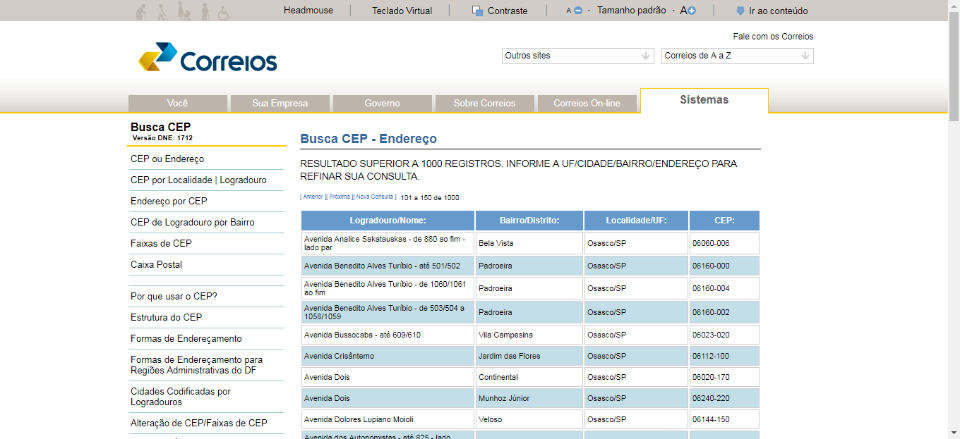 Headmouse | Teclado Virtual | Contraste | A - Tamanho padrão - A | Ir ao conteúdo
Fale com os Correios
Correios
Outros sites
Correios de A a Z
Você
Sua Empresa
Governo
Sobre Correios
Correios On-line
Sistemas
Busca CEP
Versão DNE: 1712
CEP ou Endereço
CEP por Localidade | Logradouro
Endereço por CEP
CEP de Logradouro por Bairro
Faixas de CEP
Caixa Postal
Por que usar o CEP?
Estrutura do CEP
Formas de Endereçamento
Formas de Endereçamento para
Regiões Administrativas do DF
Cidades Codificadas por
Logradouros
Alteração de CEP/Faixas de CEP
Busca CEP - Endereço
RESULTADO SUPERIOR A 1000 REGISTROS. INFORME A UF/CIDADE/BAIRRO/ENDEREÇO PARA
REFINAR SUA CONSULTA.
[ Anterior ][ Próxima ][ Nova Consulta ] 101 a 150 de 1000
Logradouro/Nome: Bairro/Distrito: Localidade/UF: CEP:
Avenida Analice Sakatauskas - de 880 ao fim -
lado par Bela Vista Osasco/SP 06060-006
Avenida Benedito Alves Turíbio - até 501/502 Padroeira Osasco/SP 06160-000
Avenida Benedito Alves Turíbio - de 1060/1061
ao fim Padroeira Osasco/SP 06160-004
Avenida Benedito Alves Turíbio - de 503/504 a
1058/1059 Padroeira Osasco/SP 06160-002
Avenida Bussocaba - até 609/610 Vila Campesina Osasco/SP 06023-020
Avenida Crisântemo Jardim das Flores Osasco/SP 06112-100
Avenida Dois Continental Osasco/SP 06020-170
Avenida Dois Munhoz Júnior Osasco/SP 06240-220
Avenida Dolores Lupiano Moioli Veloso Osasco/SP 06144-150
Avenida dos Autonomistas - até 825 - lado